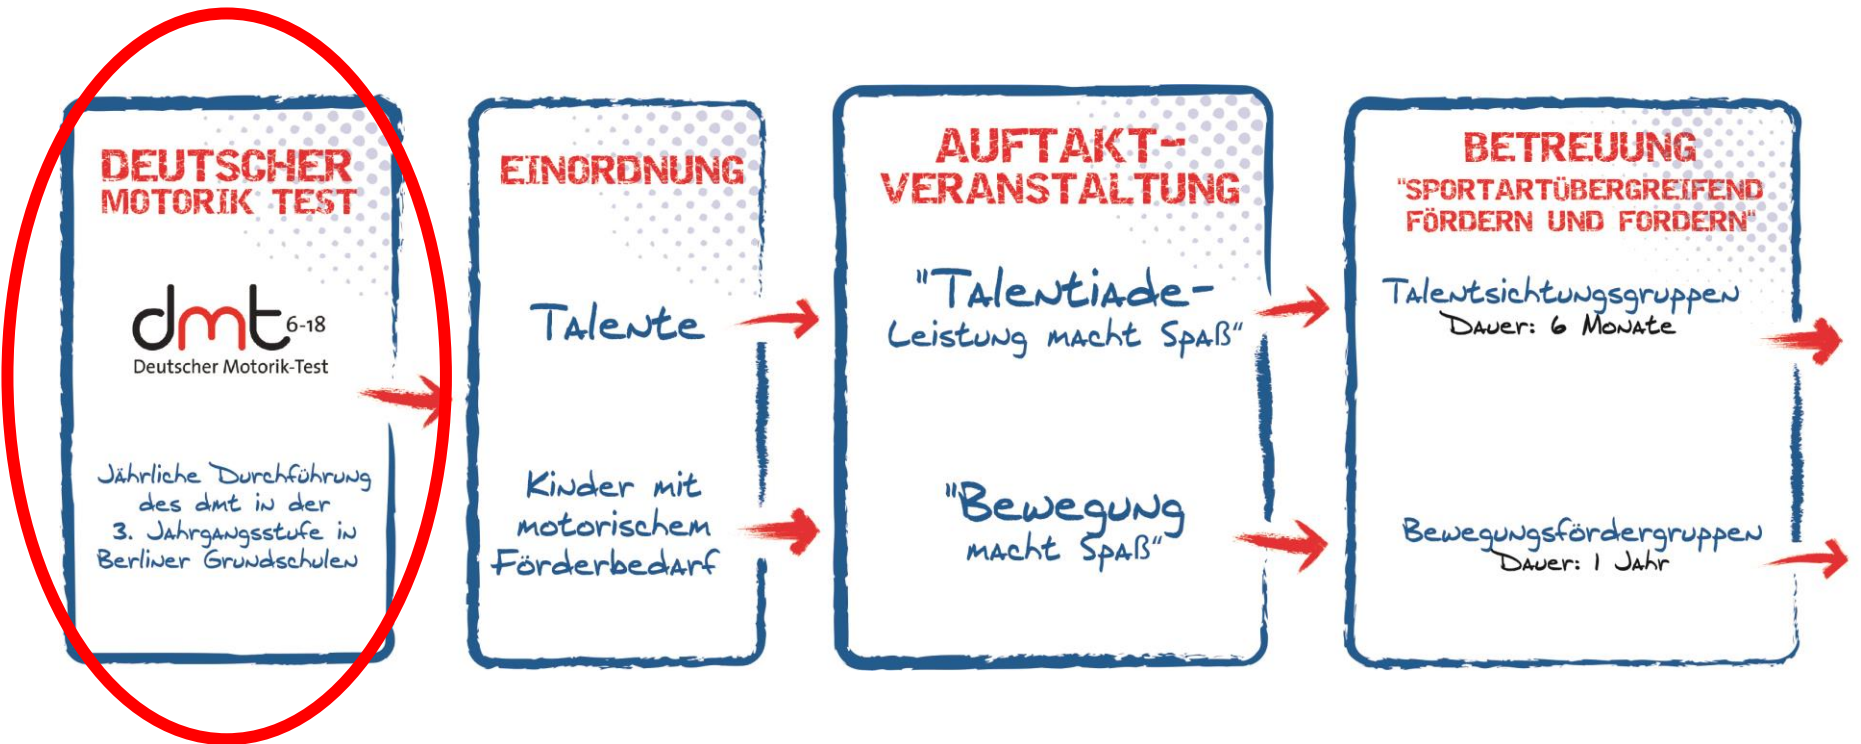 DEUTSCHER
MOTORIK TEST
dmt 6-18
Deutscher Motorik-Test
Jährliche Durchführung
des dmt in der
3. Jahrgangsstufe in
Berliner Grundschulen
EINORDNUNG
Talente
Kinder mit
motorischem
Förderbedarf
AUFTAKT-
VERANSTALTUNG
"Talentiade-
Leistung macht Spaß"
"Bewegung
macht Spaß"
BETREUUNG
"SPORTARTÜBERGREIFEND
FÖRDERN UND FORDERN"
Talentsichtungsgruppen
Dauer: 6 Monate
Bewegungsfördergruppen
Dauer: 1 Jahr